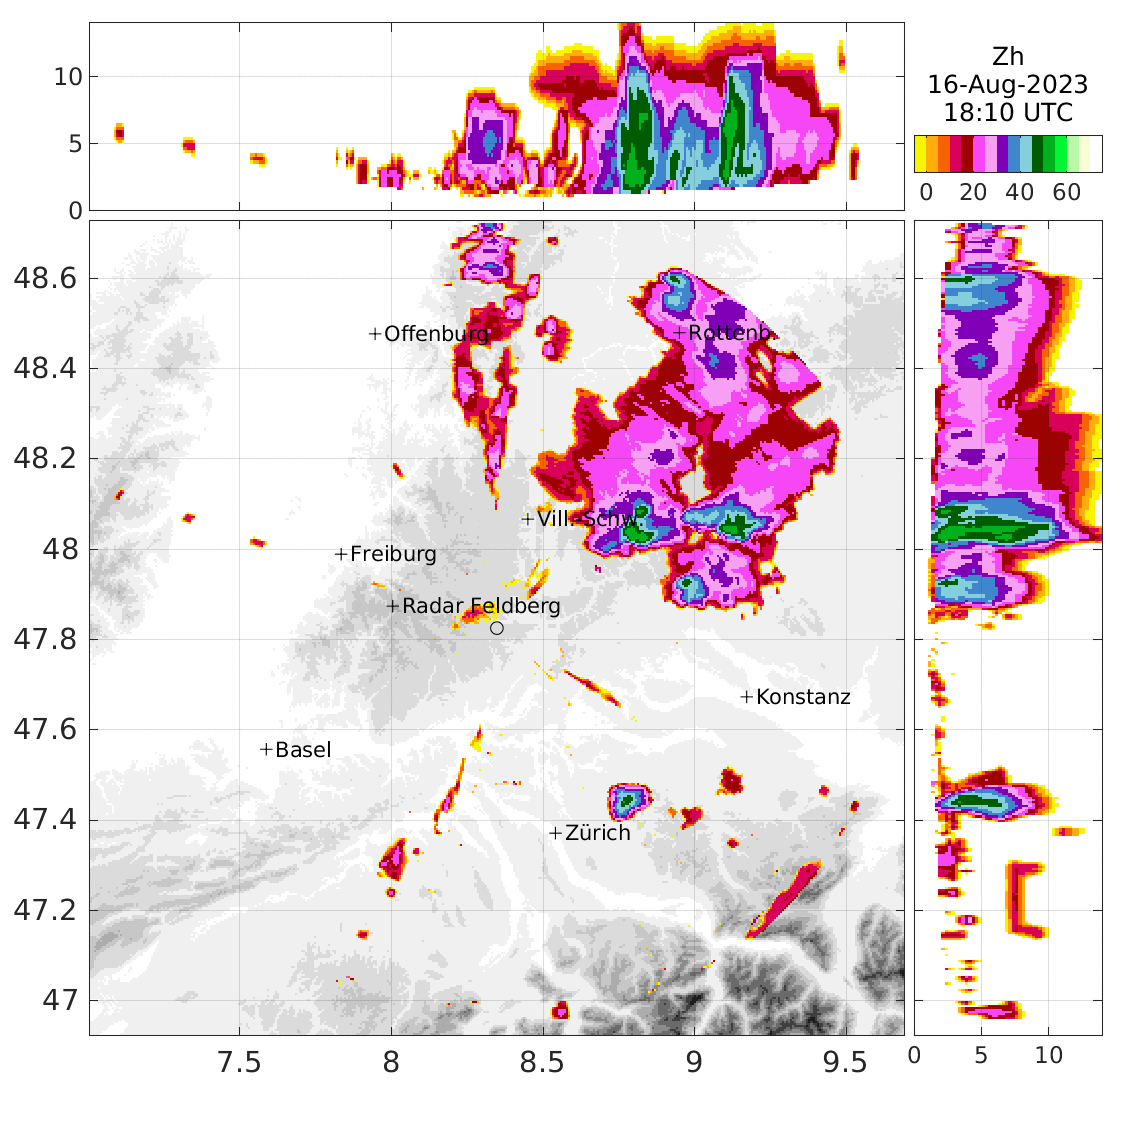 10
5
0
Zh
16-Aug-2023
18:10 UTC
0
20
40
60
48.6
48.4
48.2
48
47.8
47.6
47.4
47.2
47
+Offenburg
+Rottenb.
+Vill.-Schw.
+Freiburg
+Radar Feldberg
+Konstanz
+Basel
+Zürich
7.5
8
8.5
9
9.5
0
5
10